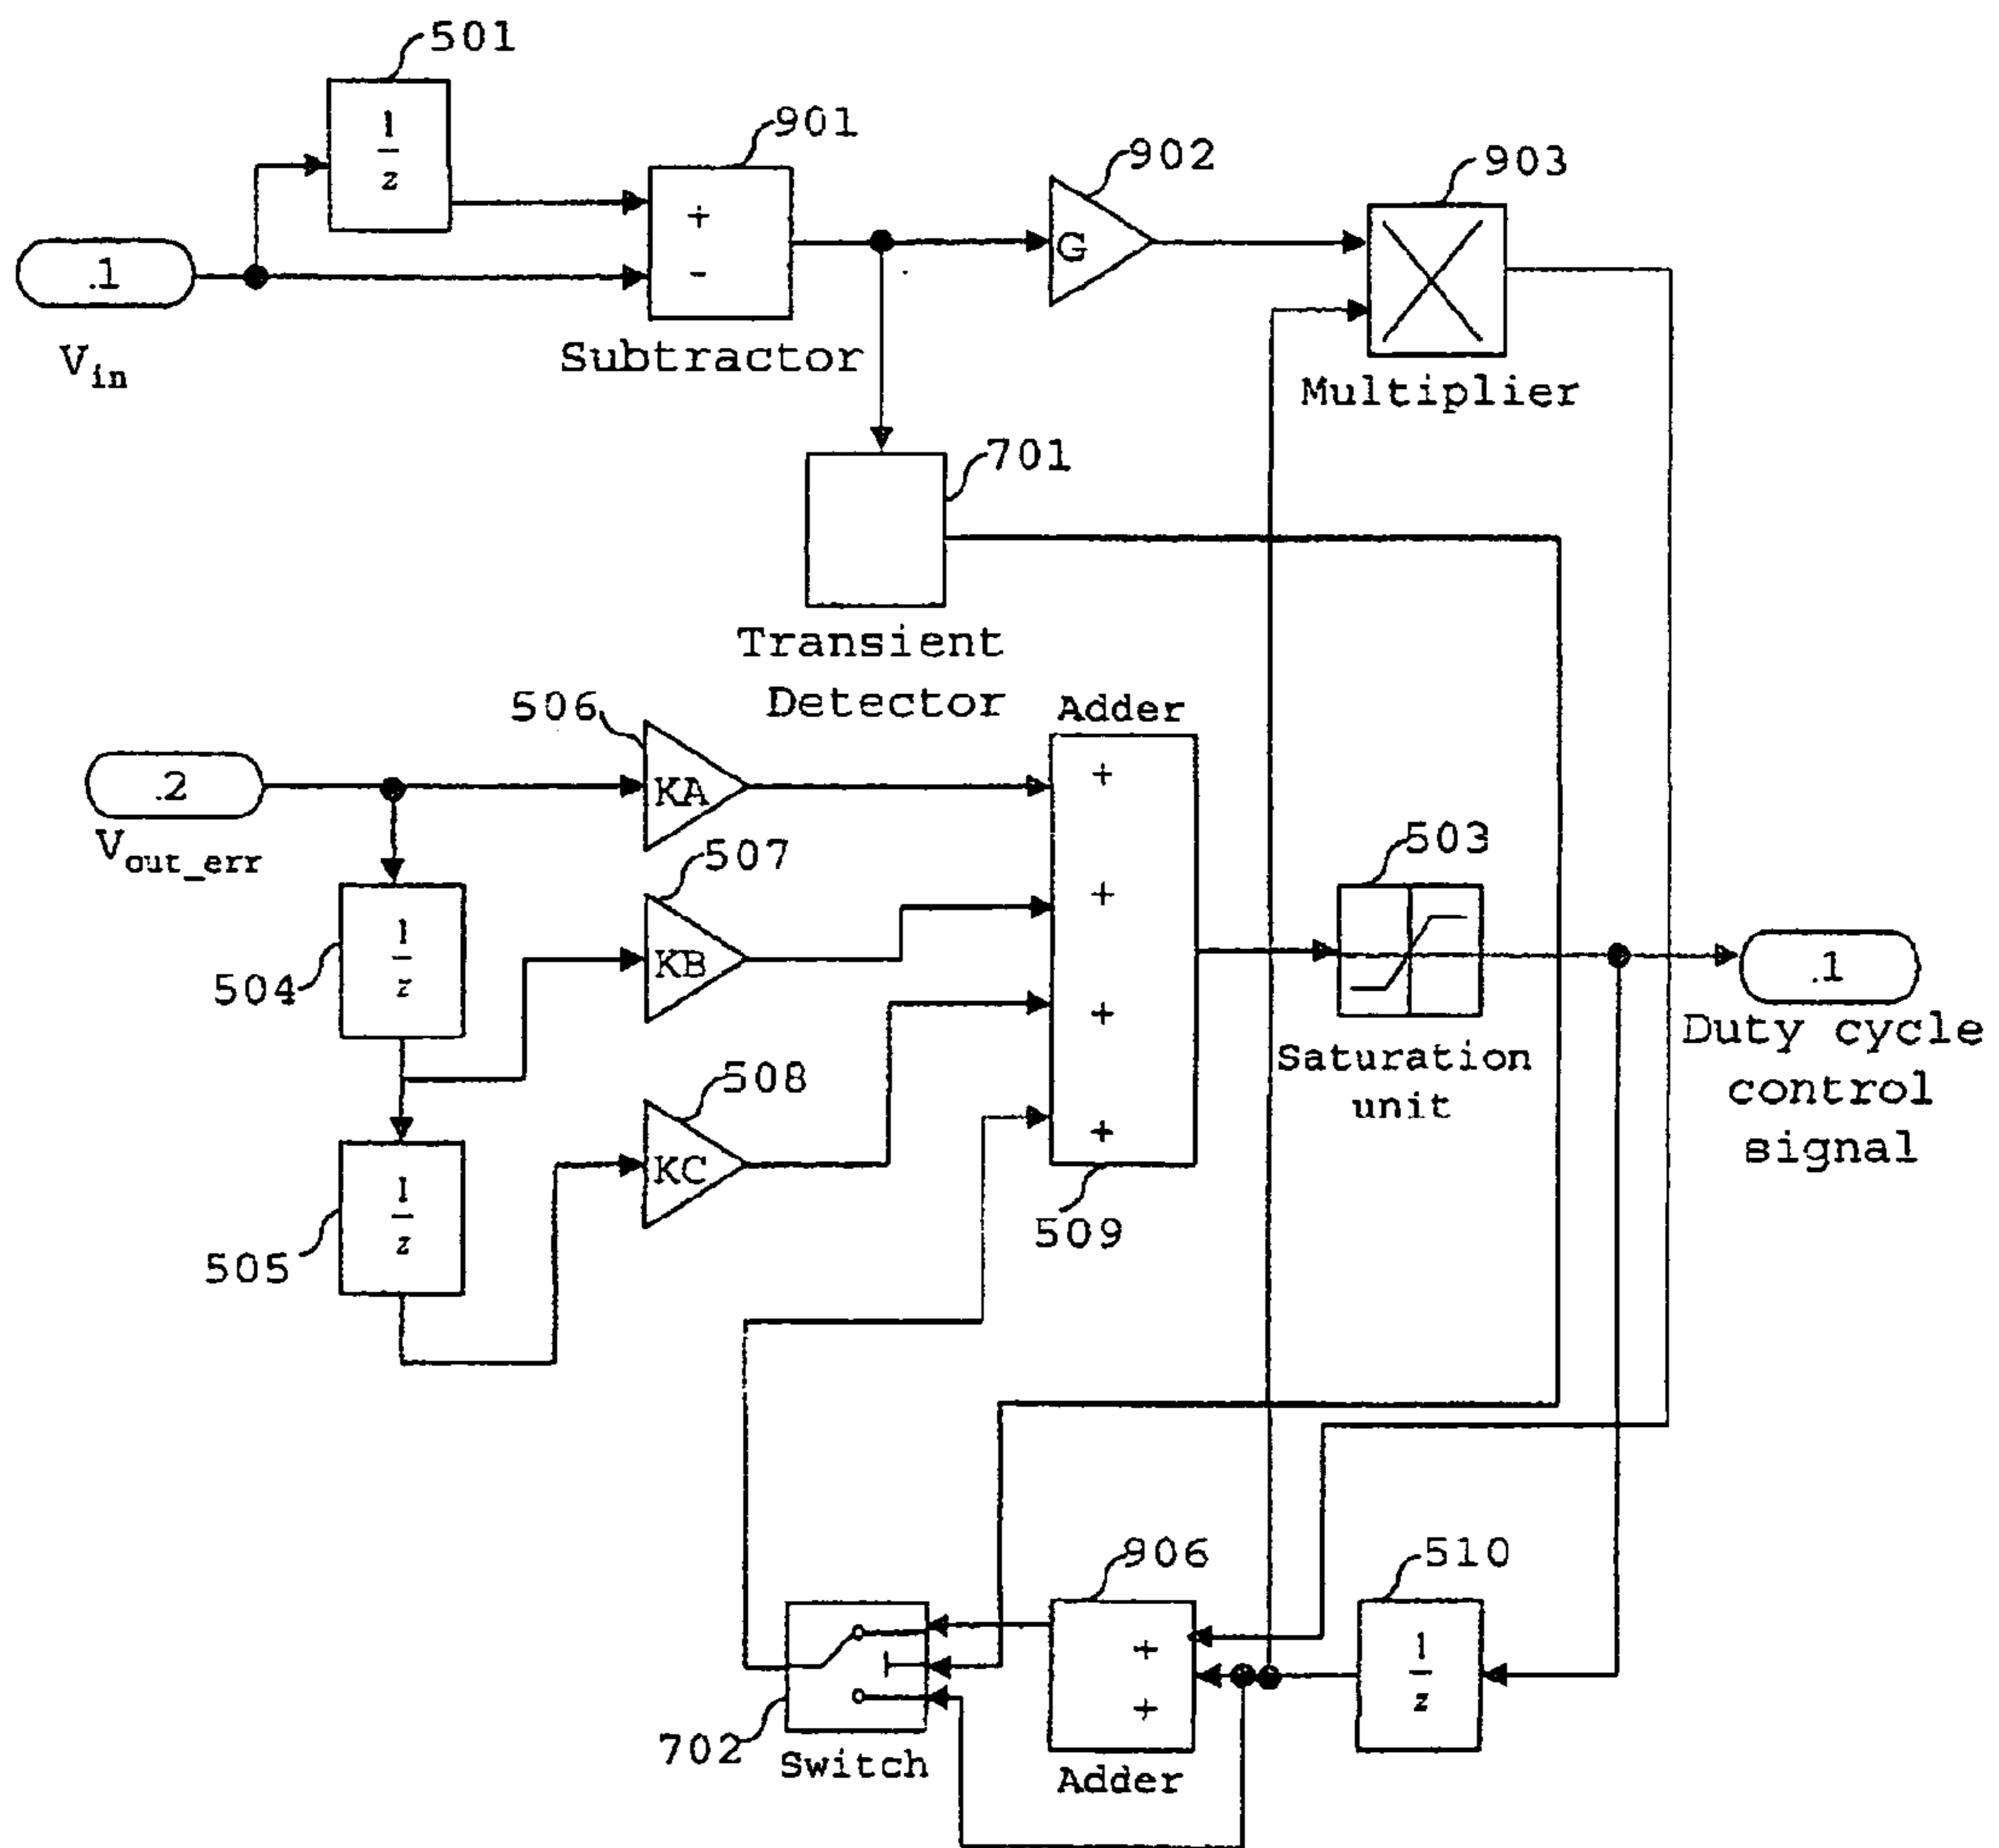 501
1
z
901
+
-
Subtractor
902
G
903
Multiplier
.1
V_in
701
Transient
Detector
Adder
506
KA
.2
V_out_err
+
+
+
+
507
KB
503
504
1
z
.1
Duty cycle
control
signal
Saturation
unit
508
KC
509
505
1
z
906
510
+
+
1
z
702
Switch
Adder